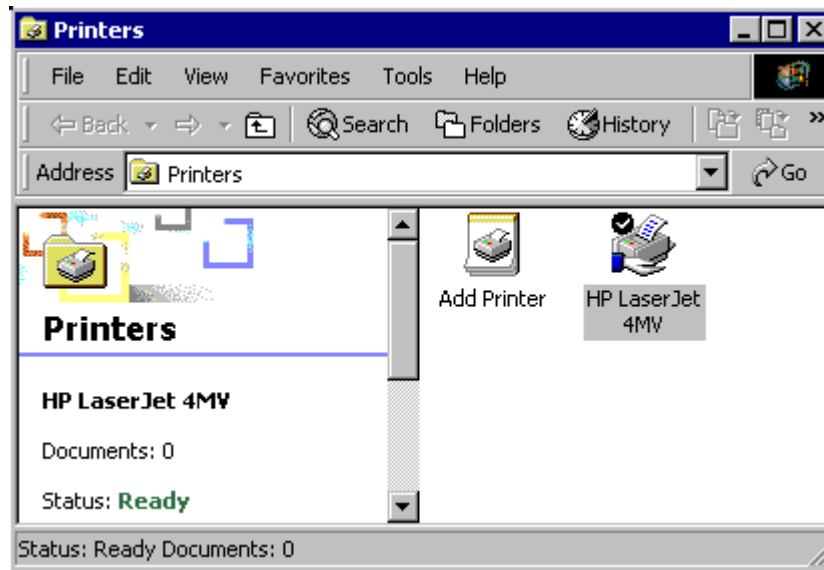 Printers
File Edit View Favorites Tools Help
Back Search Folders History »
Address Printers Go
Printers
HP LaserJet 4MV
Documents: 0
Status: Ready
Add Printer
HP LaserJet
4MV
Status: Ready Documents: 0